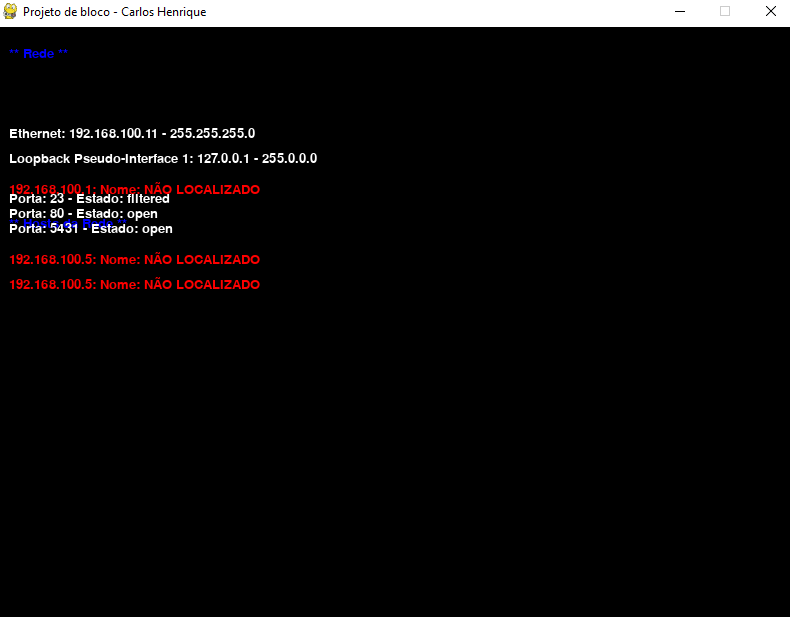 Projeto de bloco - Carlos Henrique
** Rede **
Ethernet: 192.168.100.11 - 255.255.255.0
Loopback Pseudo-Interface 1: 127.0.0.1 - 255.0.0.0
192.168.100.1: Nome: NÃO LOCALIZADO
Porta: 23 - Estado: filtered
Porta: 80 - Estado: open
Porta: 5431 - Estado: open
192.168.100.5: Nome: NÃO LOCALIZADO
192.168.100.5: Nome: NÃO LOCALIZADO